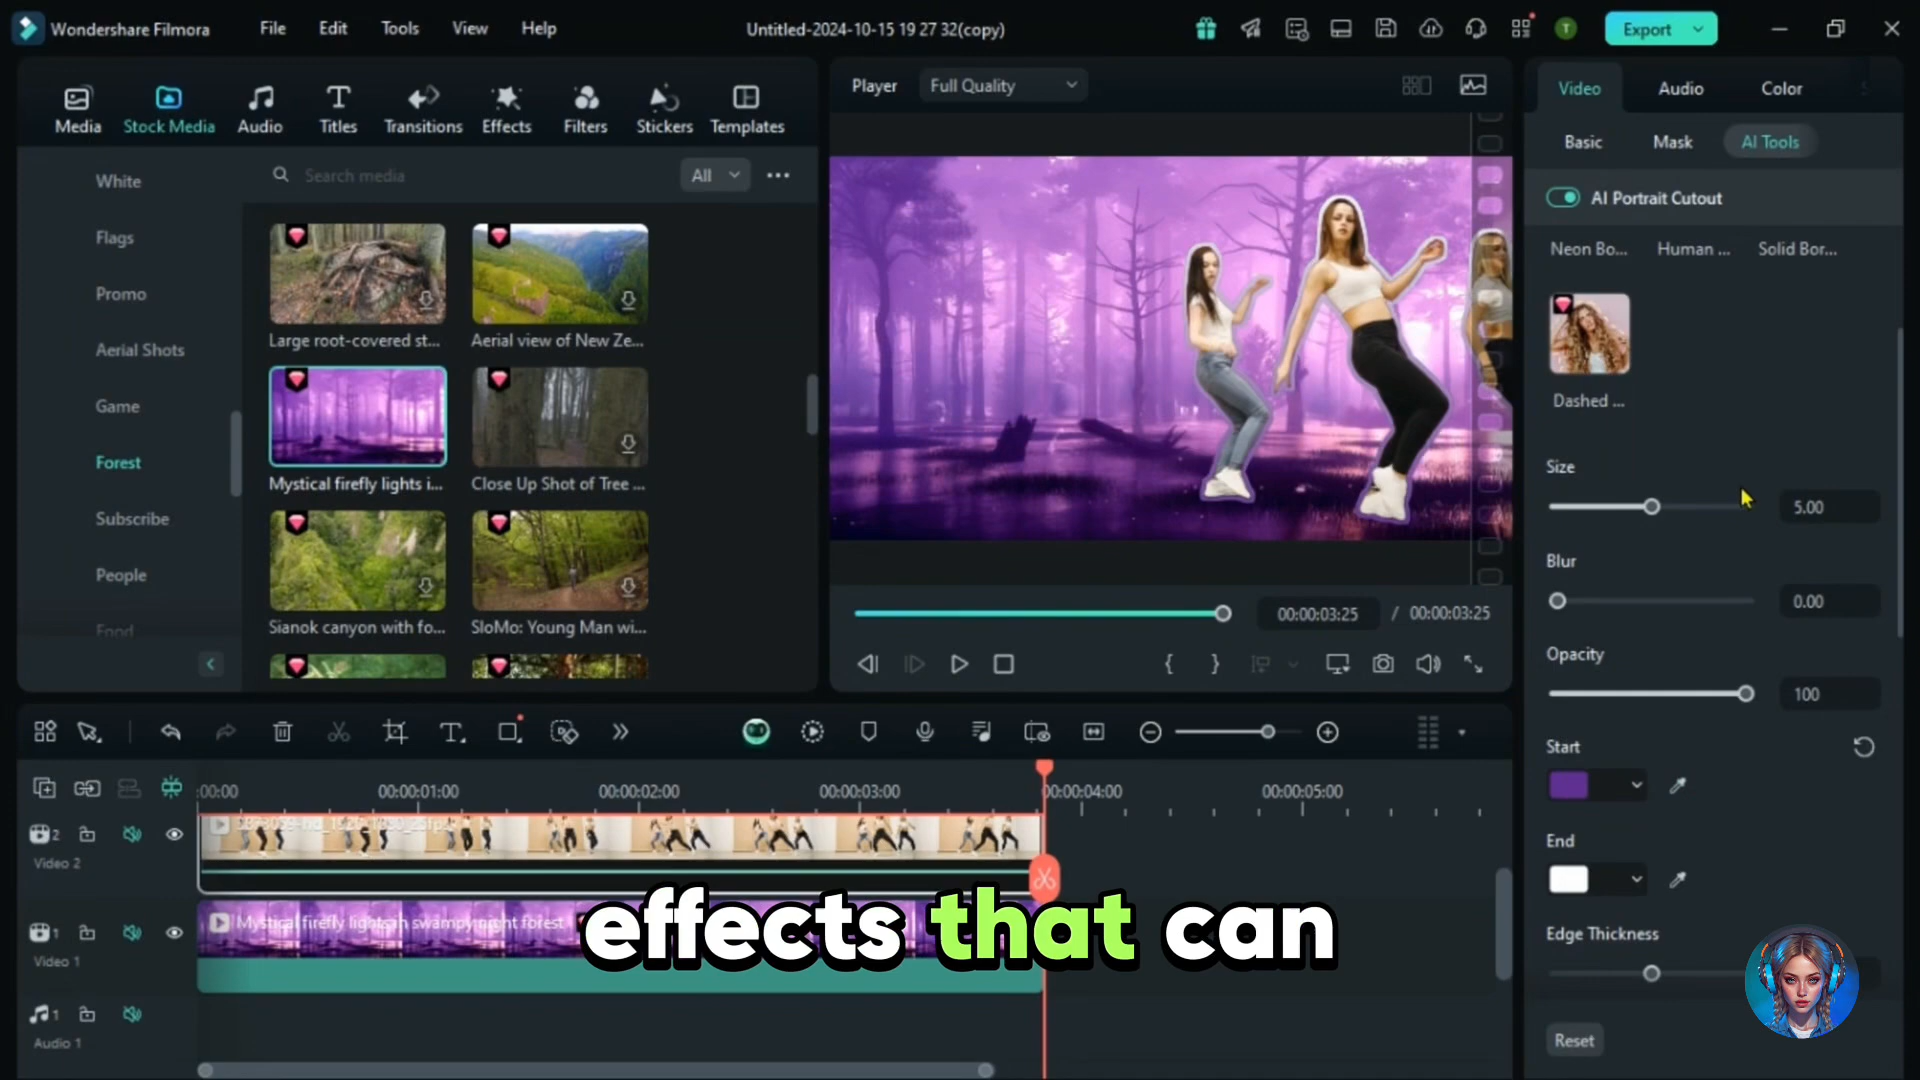 Wondershare Filmora
File
Edit
Tools
View
Help
Untitled-2024-10-15 19 27 32(copy)
T
Export
Media
Stock Media
Audio
Titles
Transitions
Effects
Filters
Stickers
Templates
Player
Full Quality
Video
Audio
Color
Basic
Mask
AI Tools
White
Flags
Promo
Aerial Shots
Game
Forest
Subscribe
People
Food
Search media
All
Large root-covered st...
Aerial view of New Ze...
Mystical firefly lights i...
Close Up Shot of Tree ...
Sianok canyon with fo...
SloMo: Young Man wi...
AI Portrait Cutout
Neon Bo...
Human ...
Solid Bor...
Dashed ...
Size
5.00
Blur
0.00
Opacity
100
Start
End
Edge Thickness
Reset
00:00:03:25 / 00:00:03:25
:00:00
00:00:01:00
00:00:02:00
00:00:03:00
00:00:04:00
00:00:05:00
2
Video 2
1
Video 1
Mystical firefly lights in swampy night forest
1
Audio 1
effects that can